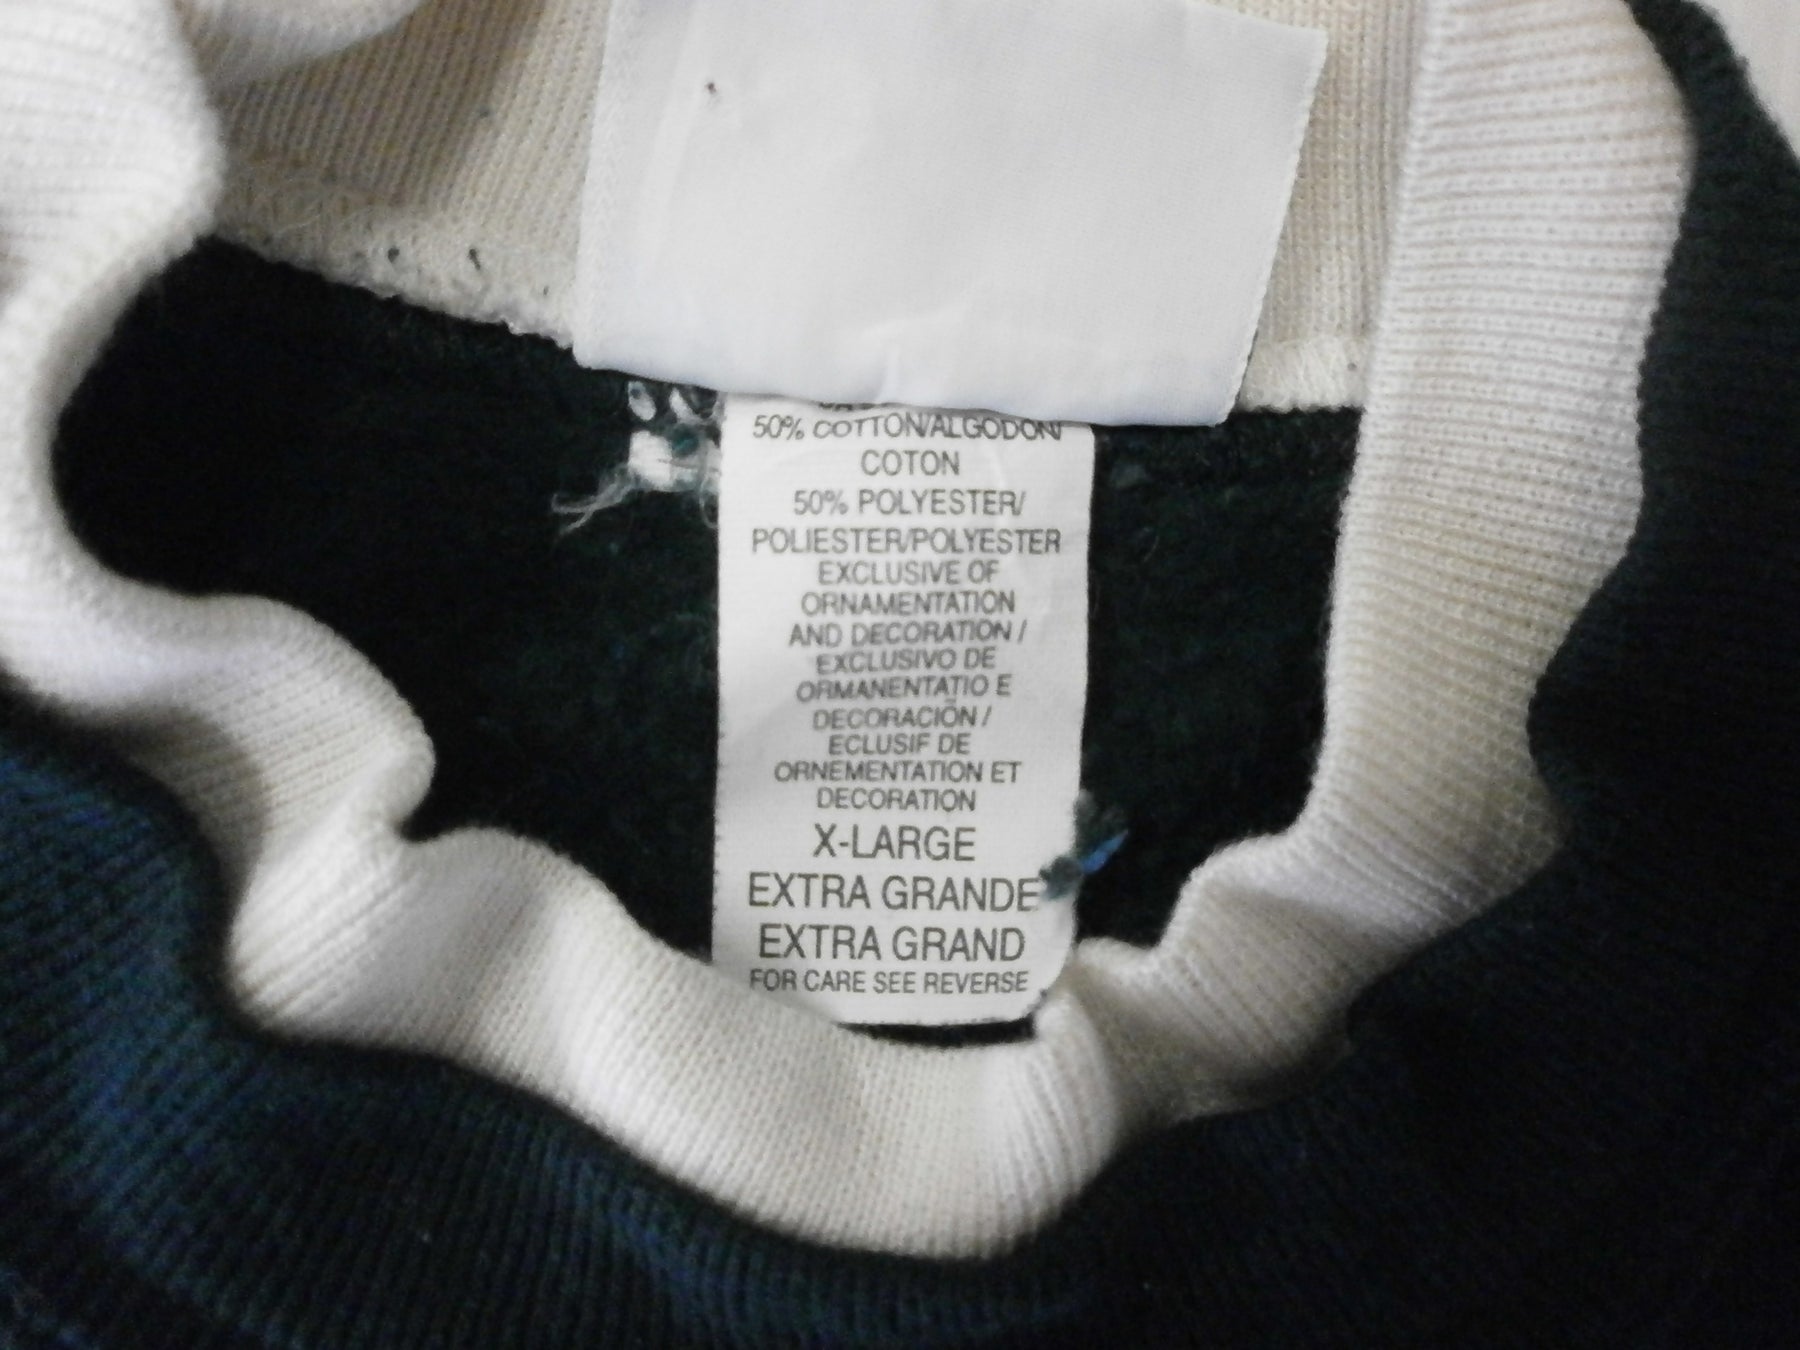 50% COTTON/ALGODON/
COTON
50% POLYESTER/
POLIESTER/POLYESTER
EXCLUSIVE OF
ORNAMENTATION
AND DECORATION /
EXCLUSIVO DE
ORMANENTATIO E
DECORACIÖN /
ECLUSIF DE
ORNEMENTATION ET
DECORATION
X-LARGE
EXTRA GRANDE
EXTRA GRAND
FOR CARE SEE REVERSE